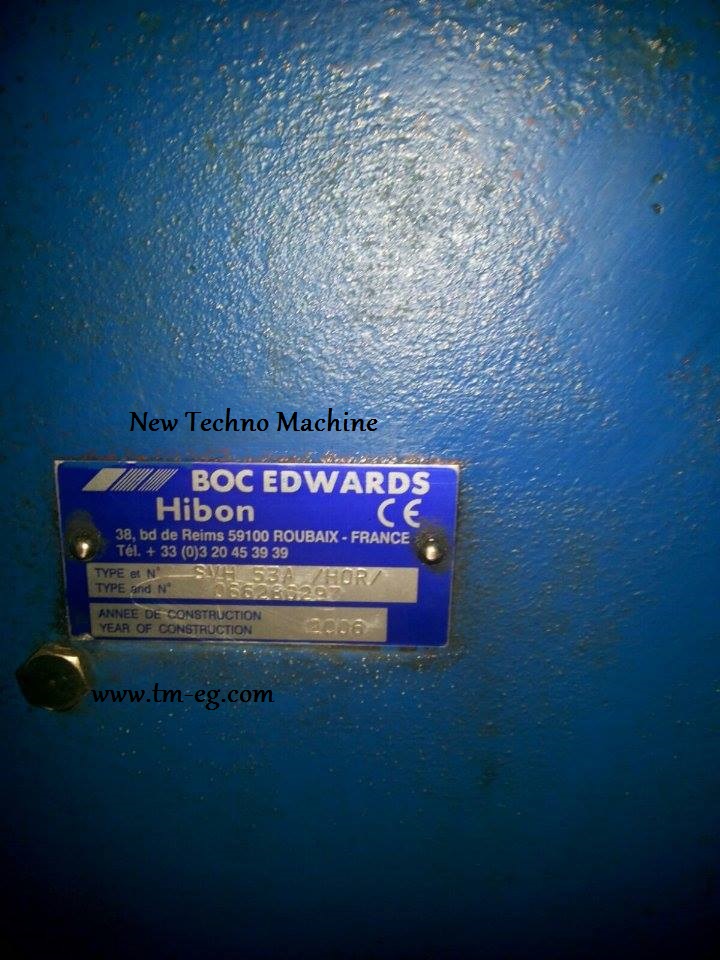 New Techno Machine
BOC EDWARDS
Hibon CE
38, bd de Reims 59100 ROUBAIX - FRANCE
Tél. + 33 (0)3 20 45 39 39
TYPE et N° SVH 53A /HOR/
TYPE and N°
ANNEE DE CONSTRUCTION
YEAR OF CONSTRUCTION 2006
www.tm-eg.com